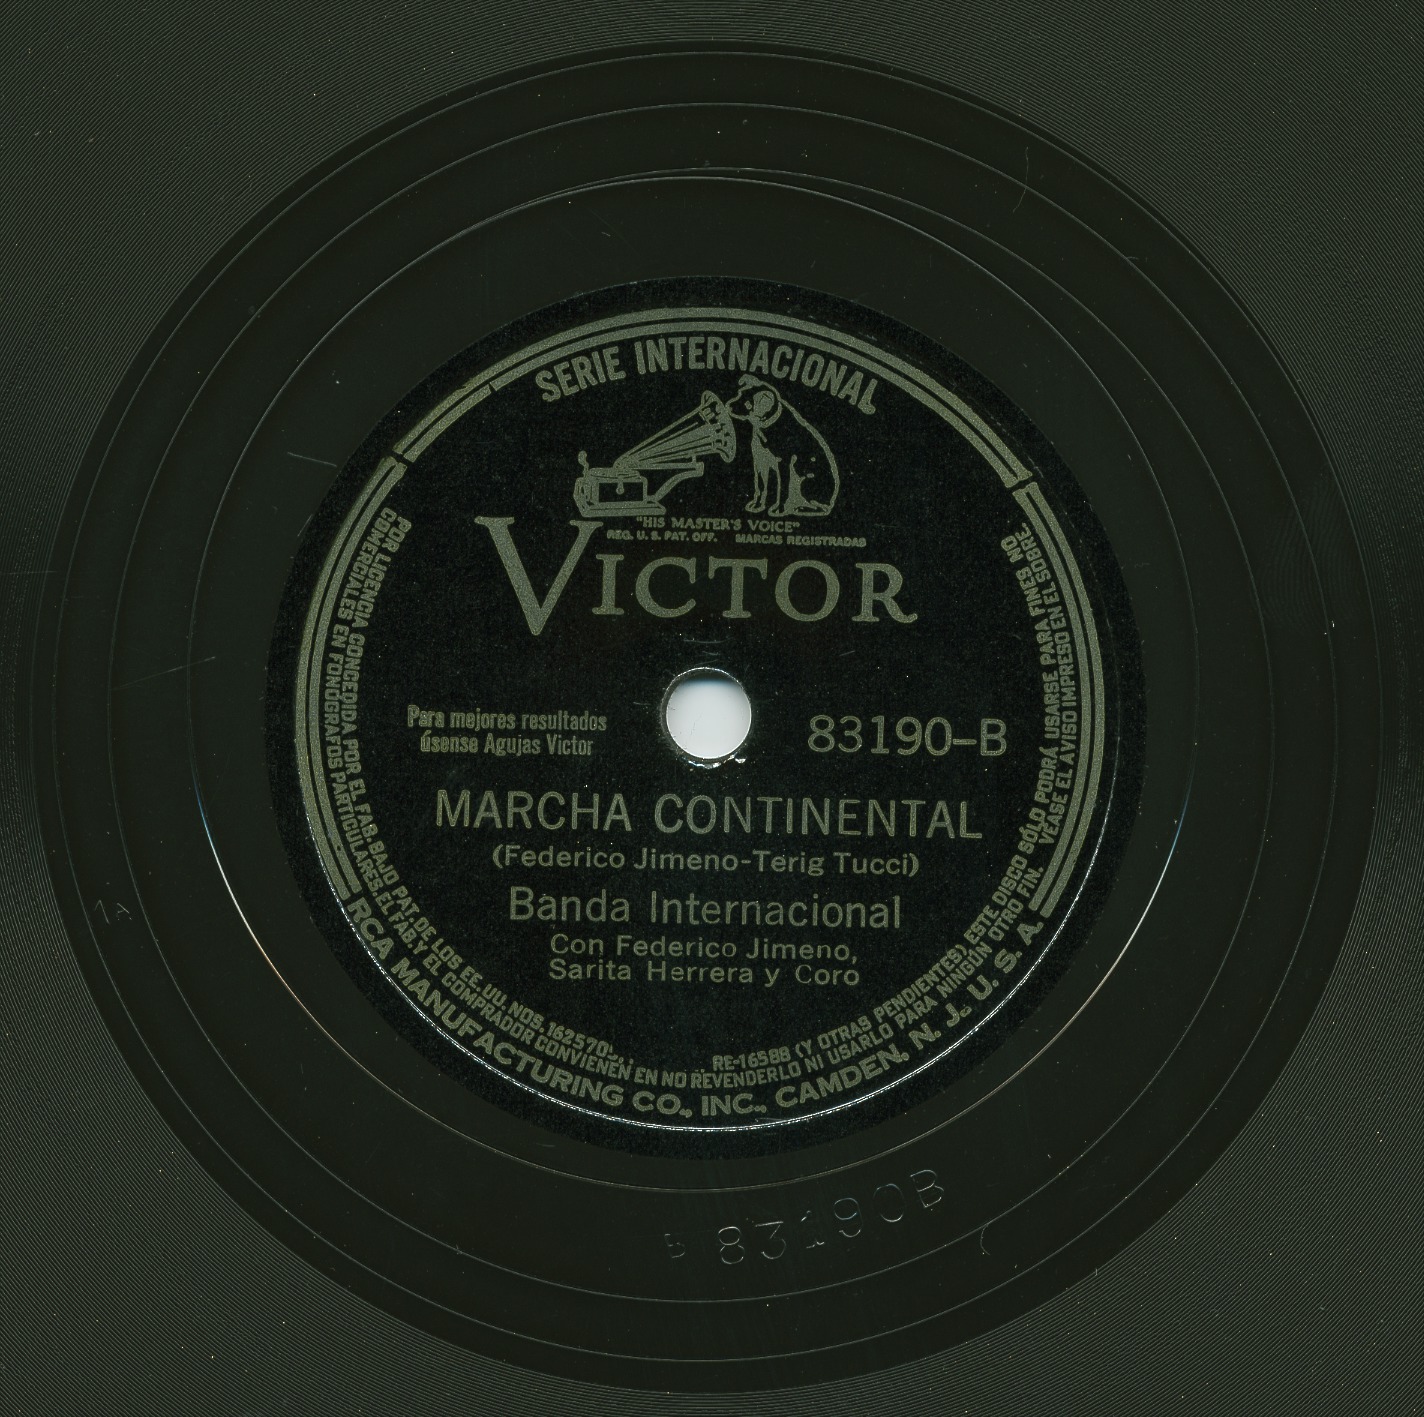 SERIE INTERNACIONAL
"HIS MASTER'S VOICE"
REG. U. S. PAT. OFF. MARCAS REGISTRADAS
VICTOR
Para mejores resultados
úsense Agujas Victor
83190-B
MARCHA CONTINENTAL
(Federico Jimeno-Terig Tucci)
Banda Internacional
Con Federico Jimeno,
Sarita Herrera y Coro
POR LICENCIA CONCEDIDA POR EL FAB. BAJO PAT. DE LOS EE. UU. NOS. 1625705.. .. RE-16588 (Y OTRAS PENDIENTES) ESTE DISCO SÓLO PODRÁ USARSE PARA FINES NO
COMERCIALES EN FONÓGRAFOS PARTICULARES. EL FAB. Y EL COMPRADOR CONVIENEN EN NO REVENDERLO NI USARLO PARA NINGÚN OTRO FIN. VÉASE EL AVISO IMPRESO EN EL SOBRE.
RCA MANUFACTURING CO., INC., CAMDEN, N. J., U. S. A.
1A
B 83190B